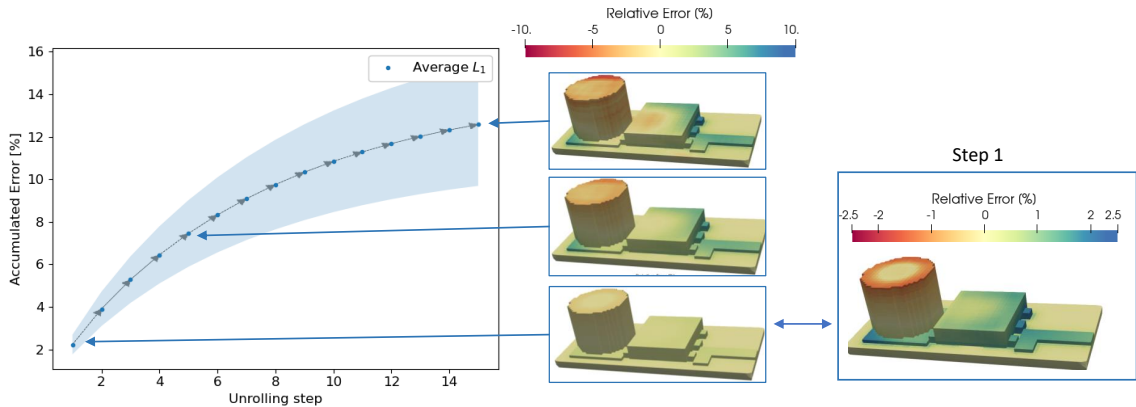 Relative Error (%)
-10. -5 0 5 10.
16
14
12
10
8
6
4
2
Accumulated Error [%]
Average L₁
2 4 6 8 10 12 14
Unrolling step
Step 1
Relative Error (%)
-2.5 -2 -1 0 1 2 2.5